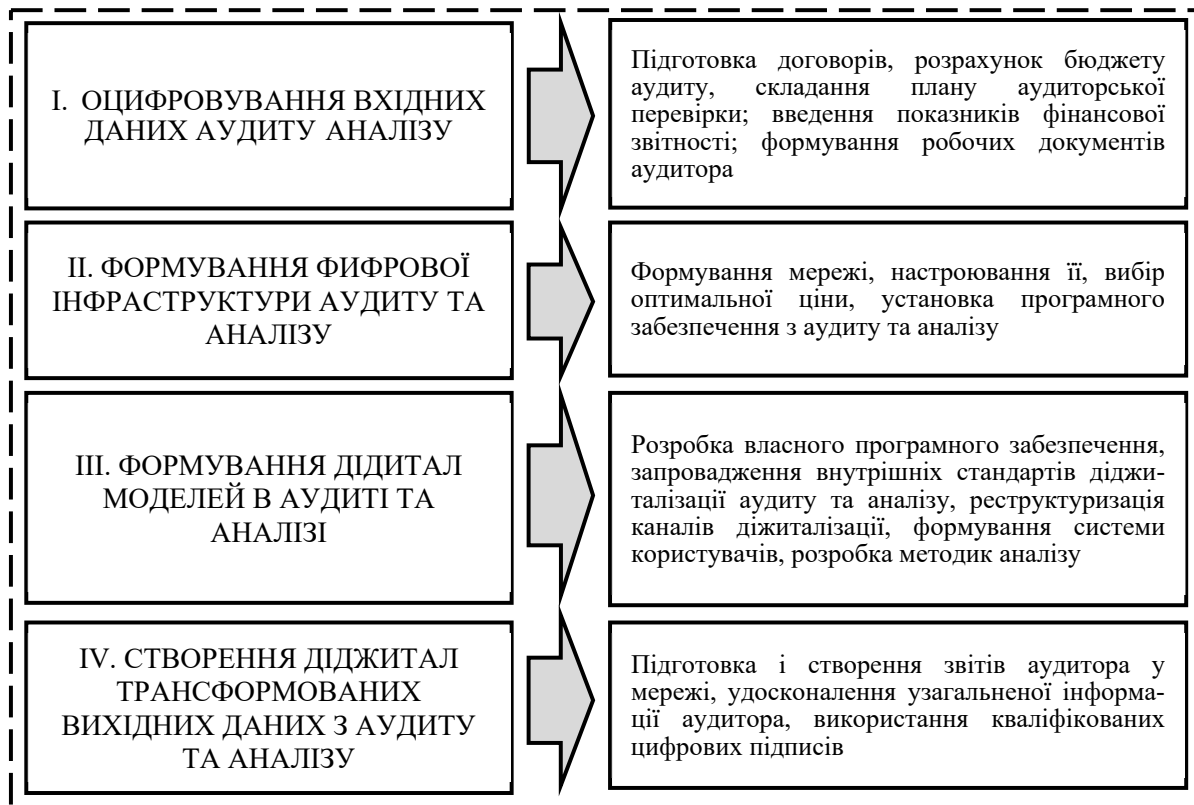 І. ОЦИФРОВУВАННЯ ВХІДНИХ
ДАНИХ АУДИТУ АНАЛІЗУ
Підготовка договорів, розрахунок бюджету
аудиту, складання плану аудиторської
перевірки; введення показників фінансової
звітності; формування робочих документів
аудитора
ІІ. ФОРМУВАННЯ ФИФРОВОЇ
ІНФРАСТРУКТУРИ АУДИТУ ТА
АНАЛІЗУ
Формування мережі, настроювання її, вибір
оптимальної ціни, установка програмного
забезпечення з аудиту та аналізу
ІІІ. ФОРМУВАННЯ ДІДИТАЛ
МОДЕЛЕЙ В АУДИТІ ТА
АНАЛІЗІ
Розробка власного програмного забезпечення,
запровадження внутрішніх стандартів діджи-
талізації аудиту та аналізу, реструктуризація
каналів діжиталізації, формування системи
користувачів, розробка методик аналізу
IV. СТВОРЕННЯ ДІДЖИТАЛ
ТРАНСФОРМОВАНИХ
ВИХІДНИХ ДАНИХ З АУДИТУ
ТА АНАЛІЗУ
Підготовка і створення звітів аудитора у
мережі, удосконалення узагальненої інформа-
ції аудитора, використання кваліфікованих
цифрових підписів